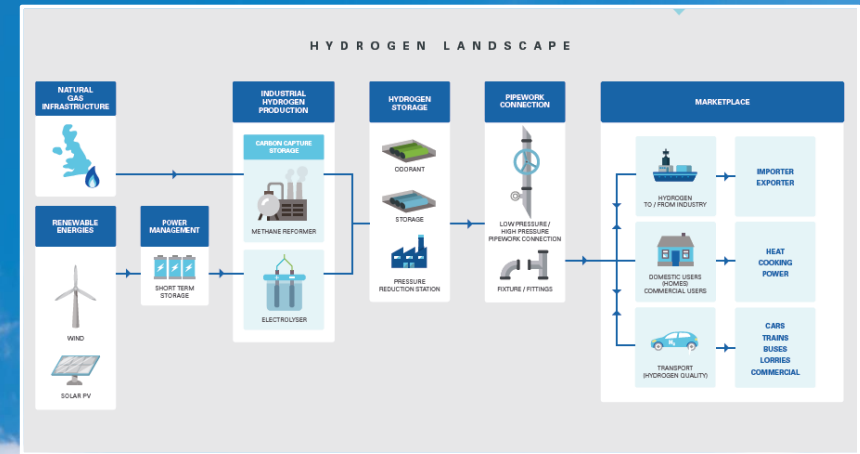 HYDROGEN LANDSCAPE
NATURAL
GAS
INFRASTRUCTURE
RENEWABLE
ENERGIES
WIND
SOLAR PV
POWER
MANAGEMENT
SHORT TERM
STORAGE
INDUSTRIAL
HYDROGEN
PRODUCTION
CARBON CAPTURE
STORAGE
METHANE REFORMER
ELECTROLYSER
HYDROGEN
STORAGE
ODORANT
STORAGE
PRESSURE
REDUCTION STATION
PIPEWORK
CONNECTION
LOW PRESSURE /
HIGH PRESSURE
PIPEWORK CONNECTION
FIXTURE / FITTINGS
MARKETPLACE
HYDROGEN
TO / FROM INDUSTRY
IMPORTER
EXPORTER
DOMESTIC USERS
(HOMES)
COMMERCIAL USERS
HEAT
COOKING
POWER
TRANSPORT
(HYDROGEN QUALITY)
CARS
TRAINS
BUSES
LORRIES
COMMERCIAL